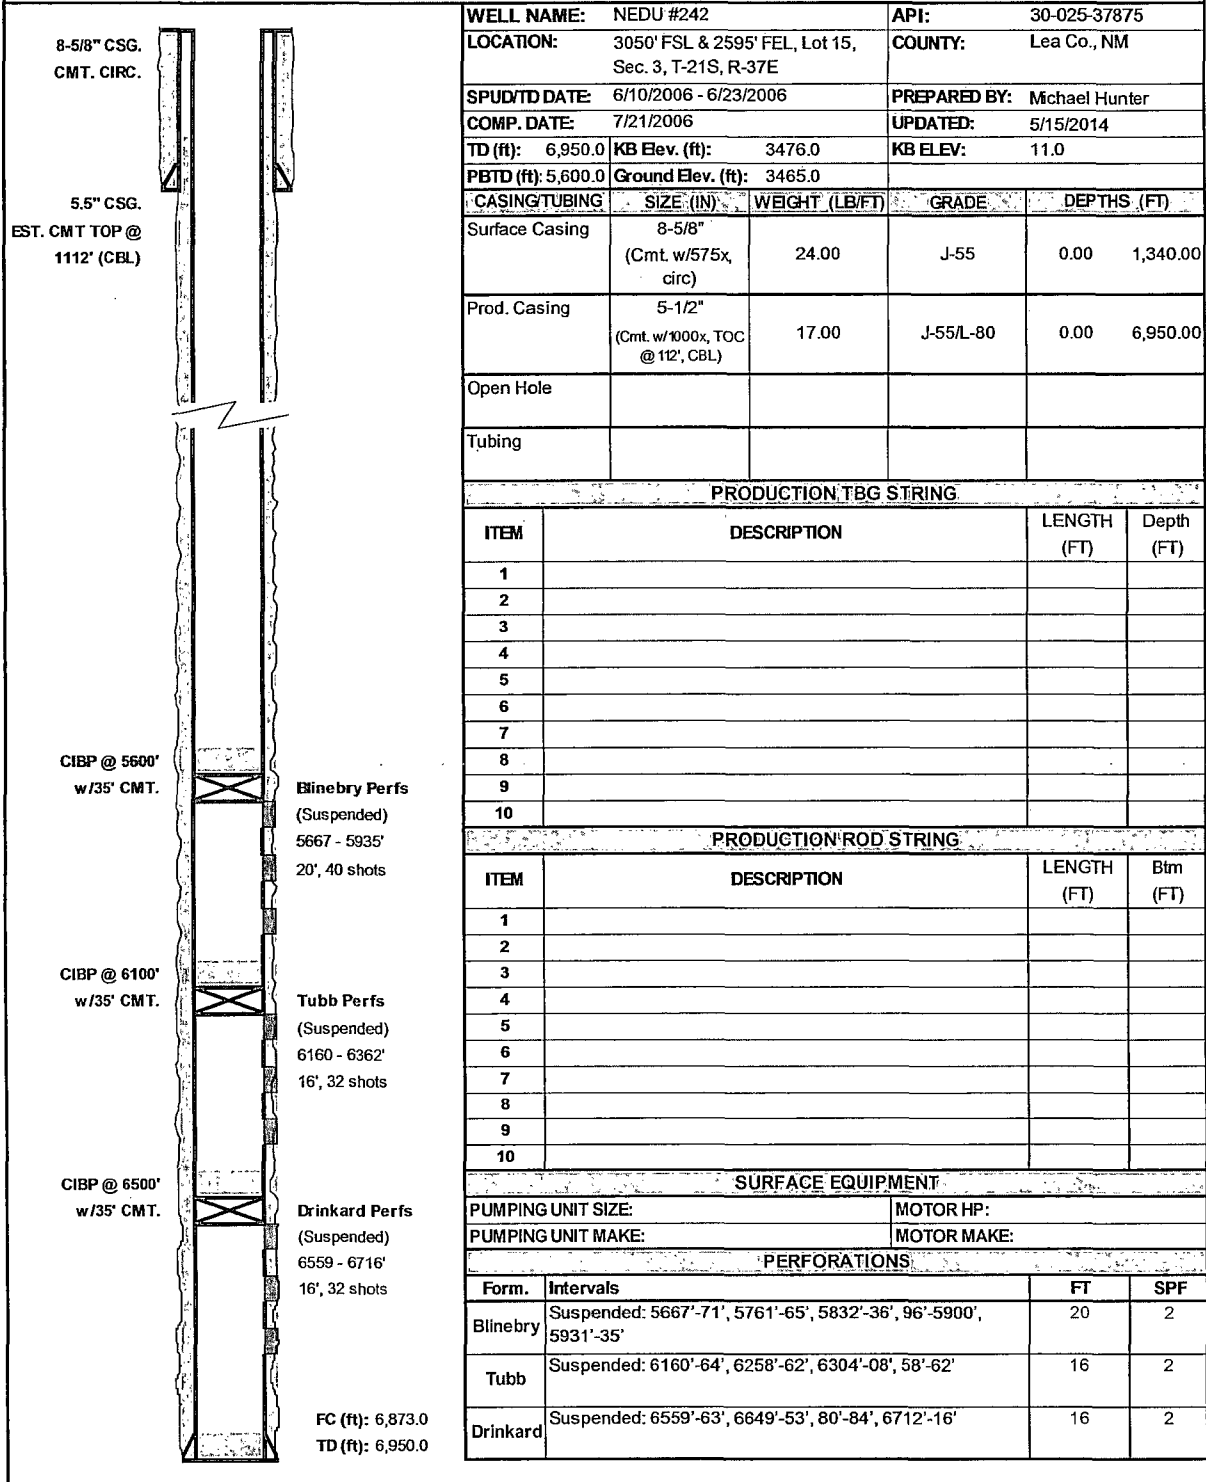 WELL NAME: NEDU #242 API: 30-025-37875
LOCATION: 3050' FSL & 2595' FEL, Lot 15, COUNTY: Lea Co., NM
Sec. 3, T-21S, R-37E
SPUD/TD DATE: 6/10/2006 - 6/23/2006 PREPARED BY: Michael Hunter
COMP. DATE: 7/21/2006 UPDATED: 5/15/2014
TD (ft): 6,950.0 KB Elev. (ft): 3476.0 KB ELEV: 11.0
PBTD (ft): 5,600.0 Ground Elev. (ft): 3465.0
CASING/TUBING SIZE (IN) WEIGHT (LB/FT) GRADE DEPTHS (FT)
Surface Casing 8-5/8"
(Cmt. w/575x, 24.00 J-55 0.00 1,340.00
circ)
Prod. Casing 5-1/2"
(Cmt. w/1000x, TOC 17.00 J-55/L-80 0.00 6,950.00
@ 112', CBL)
Open Hole
Tubing
PRODUCTION TBG STRING
ITEM DESCRIPTION LENGTH Depth
(FT) (FT)
1
2
3
4
5
6
7
8
9
10
PRODUCTION ROD STRING
ITEM DESCRIPTION LENGTH Btm
(FT) (FT)
1
2
3
4
5
6
7
8
9
10
SURFACE EQUIPMENT
PUMPING UNIT SIZE: MOTOR HP:
PUMPING UNIT MAKE: MOTOR MAKE:
PERFORATIONS
Form. Intervals FT SPF
Blinebry Suspended: 5667'-71', 5761'-65', 5832'-36', 96'-5900', 20 2
5931'-35'
Tubb Suspended: 6160'-64', 6258'-62', 6304'-08', 58'-62' 16 2
Drinkard Suspended: 6559'-63', 6649'-53', 80'-84', 6712'-16' 16 2
8-5/8" CSG.
CMT. CIRC.
5.5" CSG.
EST. CMT TOP @
1112' (CBL)
CIBP @ 5600'
w/35' CMT.
Blinebry Perfs
(Suspended)
5667 - 5935'
20', 40 shots
CIBP @ 6100'
w/35' CMT.
Tubb Perfs
(Suspended)
6160 - 6362'
16', 32 shots
CIBP @ 6500'
w/35' CMT.
Drinkard Perfs
(Suspended)
6559 - 6716'
16', 32 shots
FC (ft): 6,873.0
TD (ft): 6,950.0